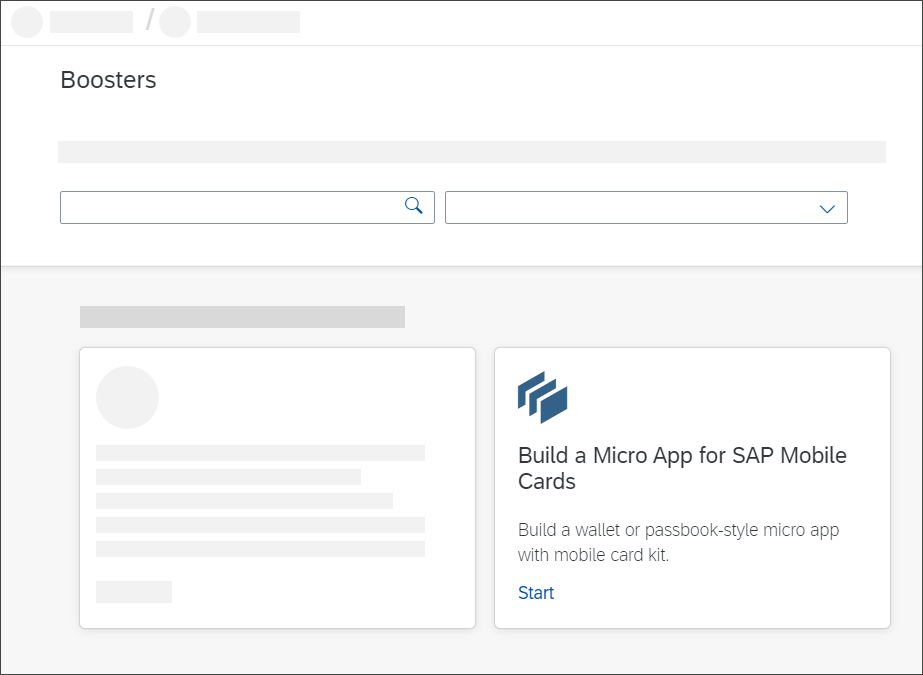 /
Boosters
Build a Micro App for SAP Mobile
Cards
Build a wallet or passbook-style micro app
with mobile card kit.
Start